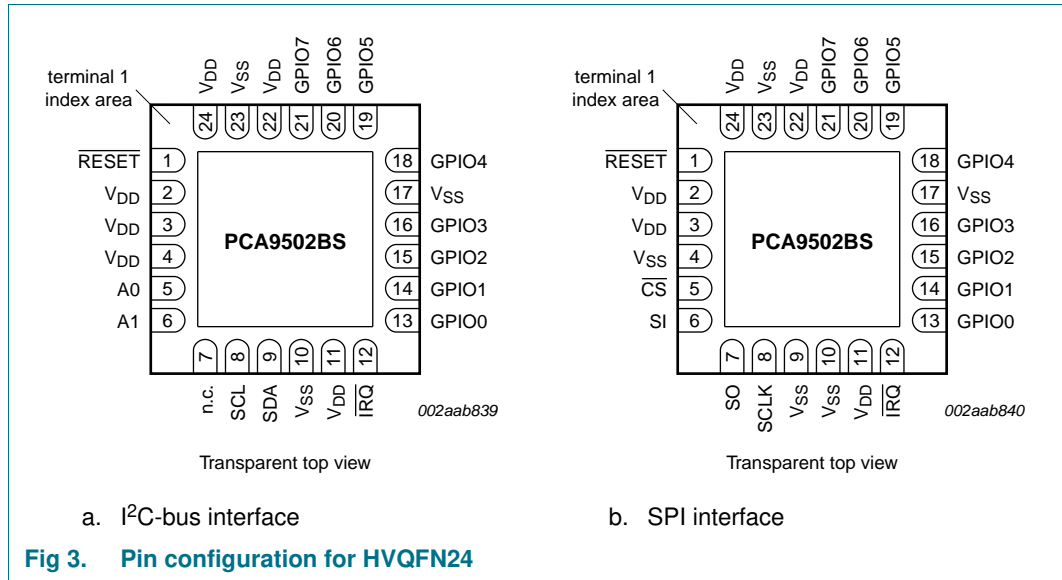 VDD
VSS
VDD
GPIO7
GPIO6
GPIO5
terminal 1
index area
24
23
22
21
20
19
RESET 1
VDD 2
VDD 3
VDD 4
A0 5
A1 6
PCA9502BS
18 GPIO4
17 VSS
16 GPIO3
15 GPIO2
14 GPIO1
13 GPIO0
7
8
9
10
11
12
n.c.
SCL
SDA
VSS
VDD
IRQ
002aab839
Transparent top view
a. I²C-bus interface
VDD
VSS
VDD
GPIO7
GPIO6
GPIO5
terminal 1
index area
24
23
22
21
20
19
RESET 1
VDD 2
VDD 3
VSS 4
CS 5
SI 6
PCA9502BS
18 GPIO4
17 VSS
16 GPIO3
15 GPIO2
14 GPIO1
13 GPIO0
7
8
9
10
11
12
SO
SCLK
VSS
VSS
VDD
IRQ
002aab840
Transparent top view
b. SPI interface
Fig 3. Pin configuration for HVQFN24